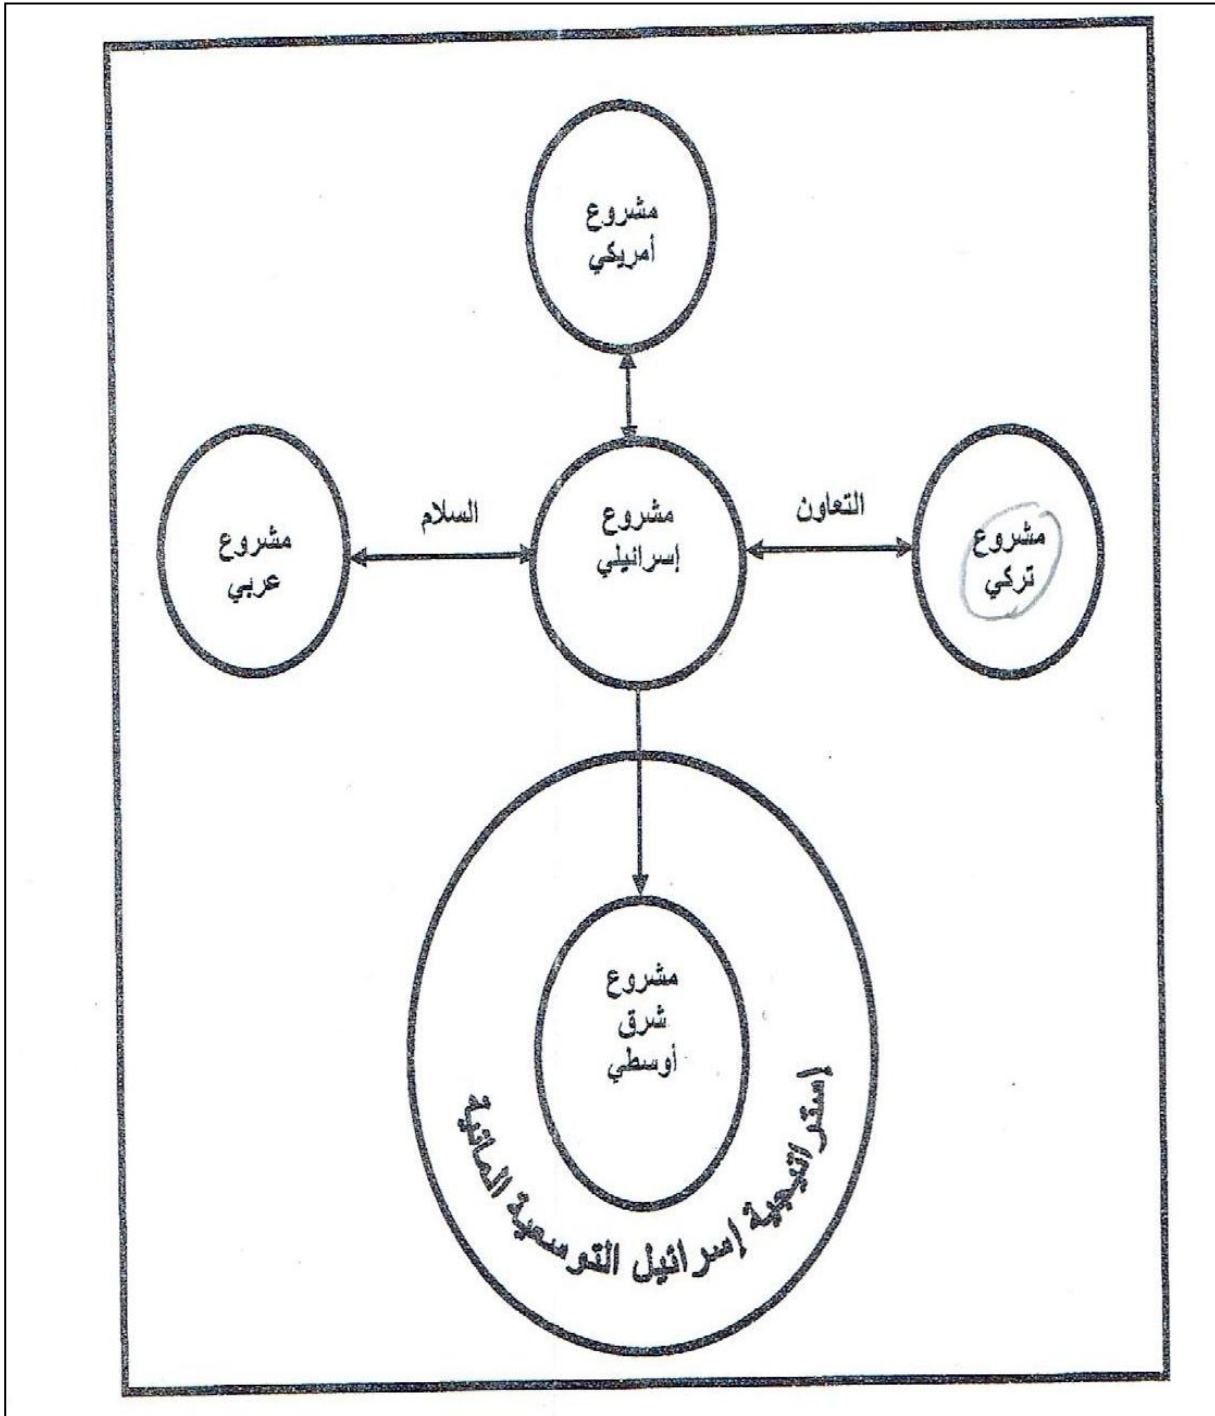 مشروع
أمريكي
التعاون
السلام
مشروع
تركي
مشروع
إسرائيلي
مشروع
عربي
مشروع
شرق
أوسطي
إستراتيجية إسرائيل التوسعية المائية